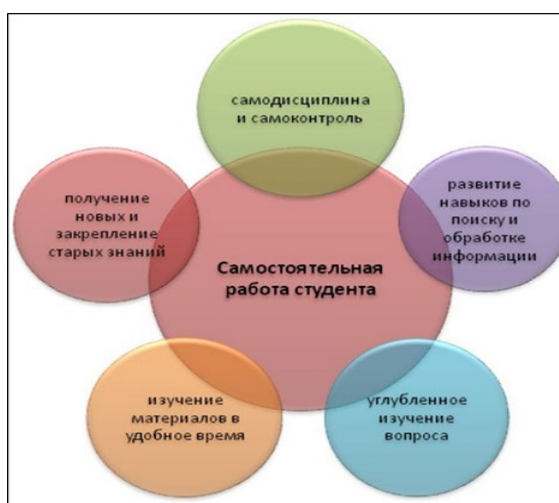 самодисциплина
и самоконтроль
получение
новых и
закрепление
старых знаний
развитие
навыков по
поиску и
обработке
информации
Самостоятельная
работа студента
изучение
материалов в
удобное время
углубленное
изучение
вопроса